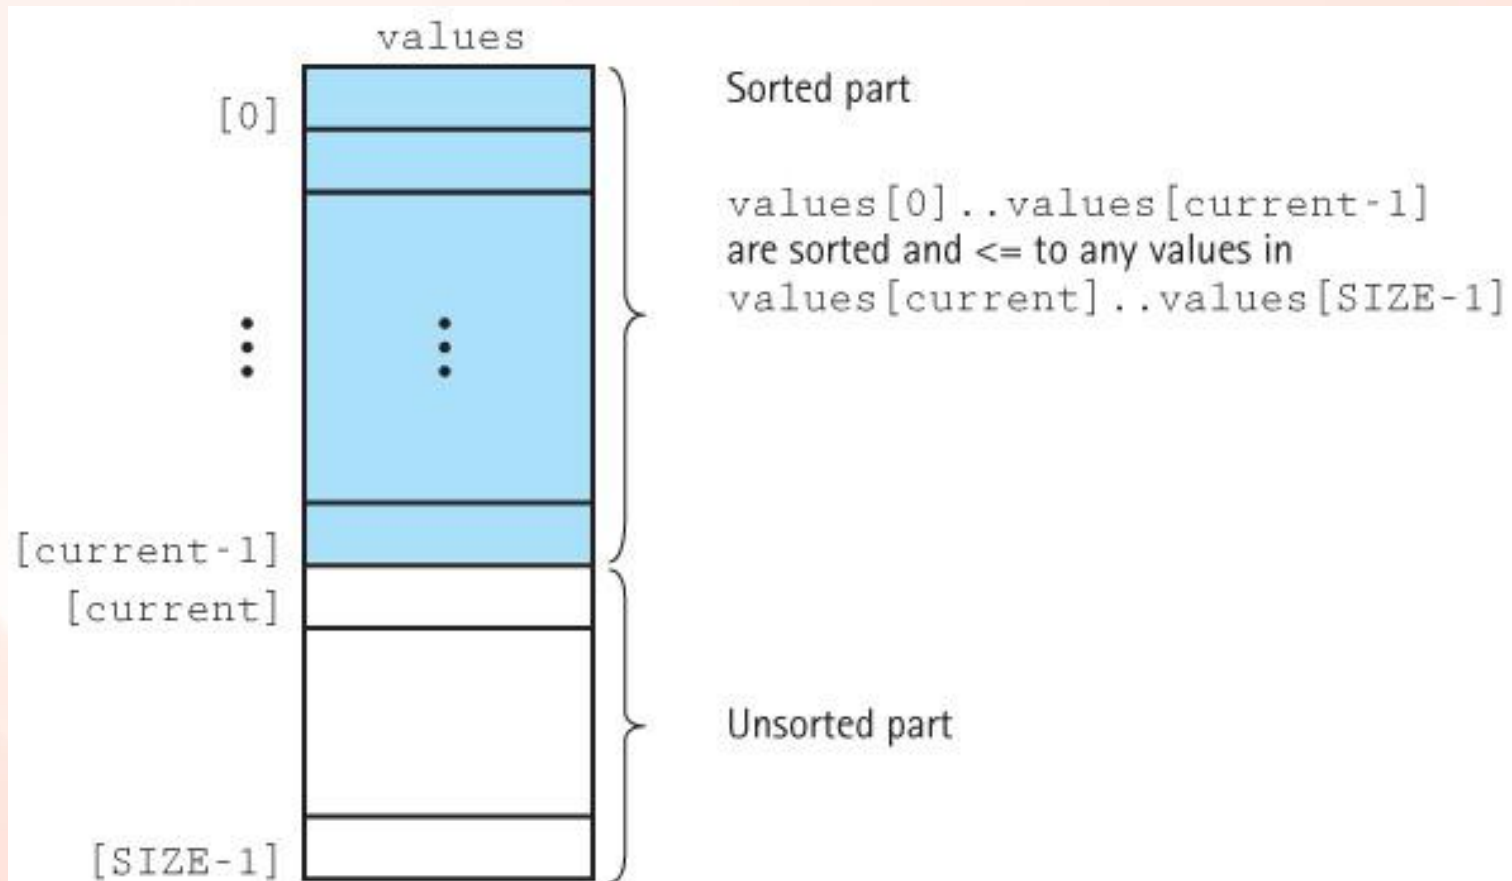 values
[0]
Sorted part
values[0]..values[current-1]
are sorted and <= to any values in
values[current]..values[SIZE-1]
[current-1]
[current]
Unsorted part
[SIZE-1]